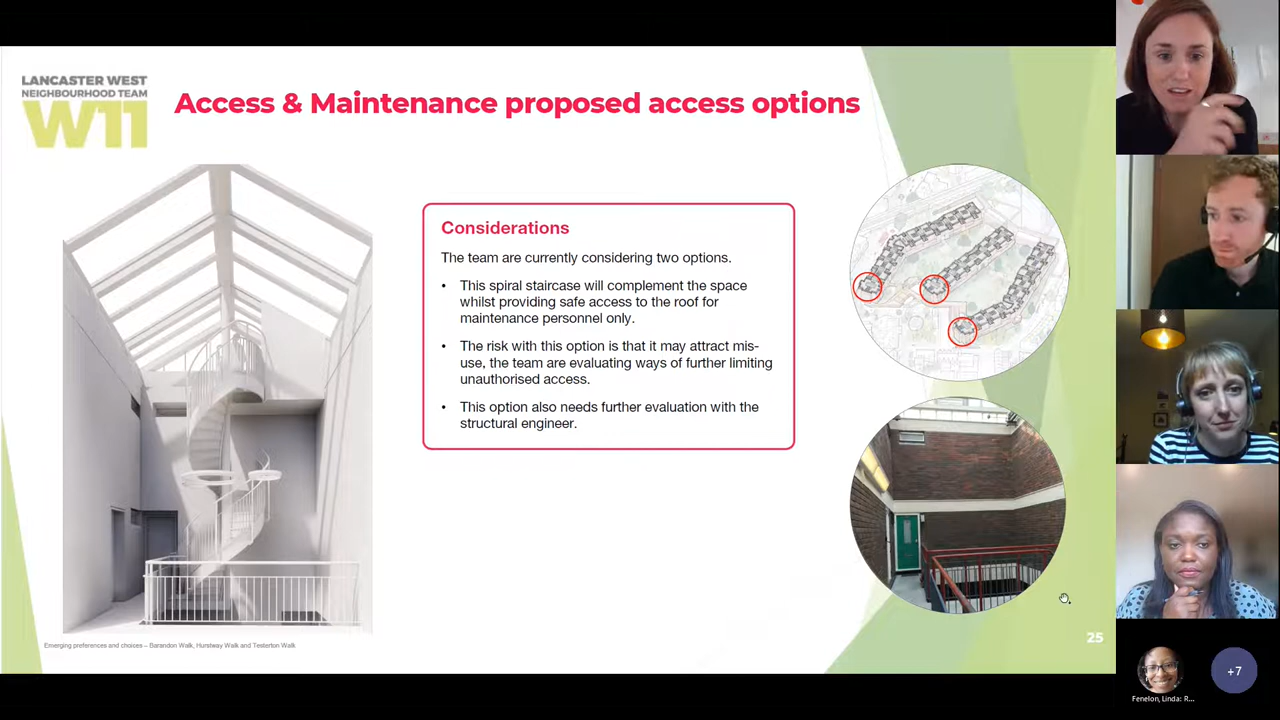 LANCASTER WEST
NEIGHBOURHOOD TEAM
W11
Access & Maintenance proposed access options
Considerations
The team are currently considering two options.
• This spiral staircase will complement the space
whilst providing safe access to the roof for
maintenance personnel only.
• The risk with this option is that it may attract mis-
use, the team are evaluating ways of further limiting
unauthorised access.
• This option also needs further evaluation with the
structural engineer.
Emerging preferences and choices – Barandon Walk, Hurstway Walk and Testerton Walk
25
+7
Fenelon, Linda: R...